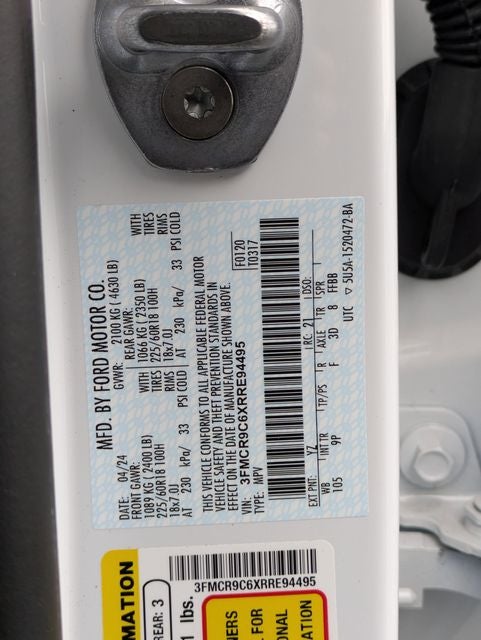 MFD. BY FORD MOTOR CO.
DATE: 04/24 GVWR: 2100 KG ( 4630 LB)
FRONT GAWR: REAR GAWR:
1089 KG ( 2400 LB) WITH 1066 KG ( 2350 LB) WITH
225/60R18 100H TIRES 225/60R18 100H TIRES
18x7.0J RIMS 18x7.0J RIMS
AT 230 kPa/ 33 PSI COLD AT 230 kPa/ 33 PSI COLD
THIS VEHICLE CONFORMS TO ALL APPLICABLE FEDERAL MOTOR
VEHICLE SAFETY AND THEFT PREVENTION STANDARDS IN
EFFECT ON THE DATE OF MANUFACTURE SHOWN ABOVE.
VIN: 3FMCR9C6XRRE94495
TYPE: MPV
F0120
T0317
EXT PNT: YZ RC: 21 DSO:
WB INT TR TP/PS R AXLE TR SPR
105 9P F 3D 8 FFBB
UTC ▽ 5U5A-1520472-BA
3FMCR9C6XRRE94495
MATION
REAR: 3
lbs.